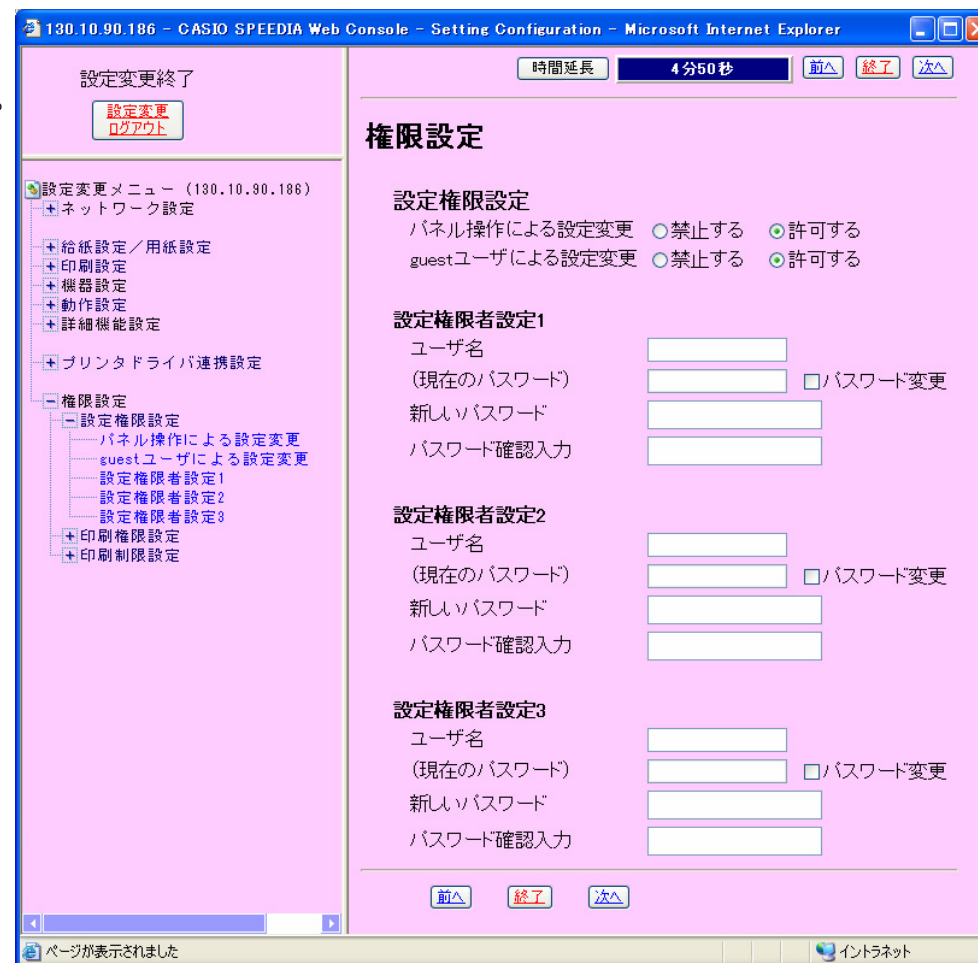 130.10.90.186 - CASIO SPEEDIA Web Console - Setting Configuration - Microsoft Internet Explorer
設定変更終了
設定変更
ログアウト
設定変更メニュー (130.10.90.186)
ネットワーク設定
給紙設定／用紙設定
印刷設定
機器設定
動作設定
詳細機能設定
プリンタドライバ連携設定
権限設定
設定権限設定
パネル操作による設定変更
guestユーザによる設定変更
設定権限者設定1
設定権限者設定2
設定権限者設定3
印刷権限設定
印刷制限設定
時間延長 4分50秒 前へ 終了 次へ
権限設定
設定権限設定
パネル操作による設定変更 禁止する 許可する
guestユーザによる設定変更 禁止する 許可する
設定権限者設定1
ユーザ名
(現在のパスワード) パスワード変更
新しいパスワード
パスワード確認入力
設定権限者設定2
ユーザ名
(現在のパスワード) パスワード変更
新しいパスワード
パスワード確認入力
設定権限者設定3
ユーザ名
(現在のパスワード) パスワード変更
新しいパスワード
パスワード確認入力
前へ 終了 次へ
ページが表示されました イントラネット